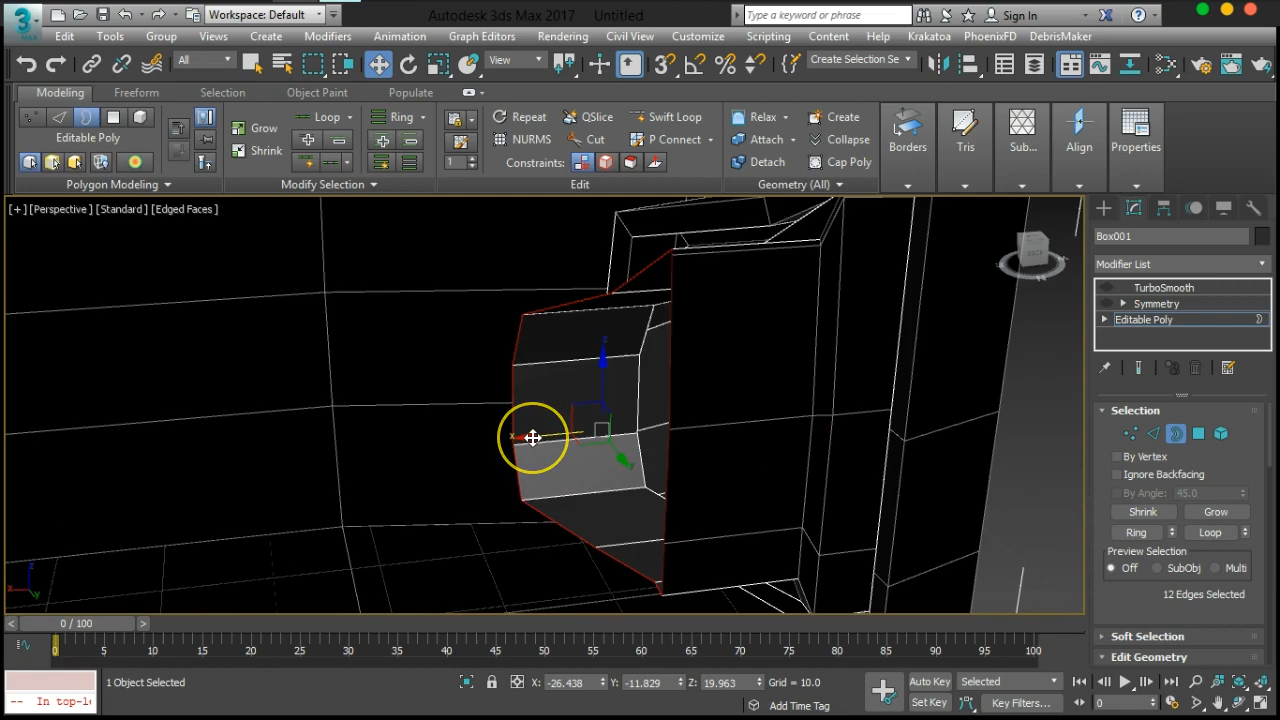 Workspace: Default
Autodesk 3ds Max 2017 Untitled
Type a keyword or phrase
Sign In
3
MAX
Edit Tools Group Views Create Modifiers Animation Graph Editors Rendering Civil View Customize Scripting Content Help Krakatoa PhoenixFD DebrisMaker
All
View
Create Selection Se
Modeling Freeform Selection Object Paint Populate
Editable Poly
Polygon Modeling
Grow
Shrink
Loop
Ring
Modify Selection
1
Repeat QSlice Swift Loop
NURMS Cut P Connect
Constraints:
Edit
Relax Create
Attach Collapse
Detach Cap Poly
Geometry (All)
Borders Tris Sub... Align Properties
[ + ] [Perspective ] [Standard ] [Edged Faces ]
BACK
z
x
y
z
x
y
Box001
Modifier List
TurboSmooth
Symmetry
Editable Poly
Selection
By Vertex
Ignore Backfacing
By Angle: 45.0
Shrink Grow
Ring Loop
Preview Selection
Off SubObj Multi
12 Edges Selected
Soft Selection
Edit Geometry
< 0 / 100 >
0 5 10 15 20 25 30 35 40 45 50 55 60 65 70 75 80 85 90 95 100
1 Object Selected
X: -26.438 Y: -11.829 Z: 19.963 Grid = 10.0
Auto Key Selected
-- In top-l
Add Time Tag
Set Key Key Filters... 0